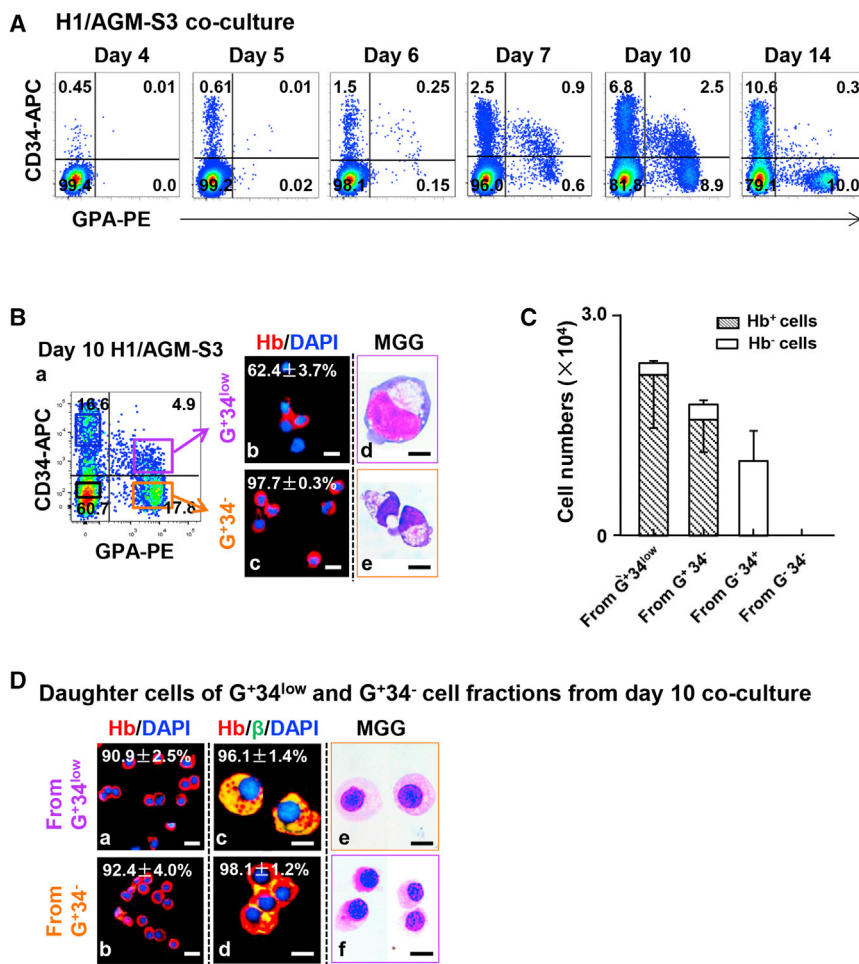 A
H1/AGM-S3 co-culture
Day 4 Day 5 Day 6 Day 7 Day 10 Day 14
0.45 0.01 0.61 0.01 1.5 0.25 2.5 0.9 6.8 2.5 10.6 0.3
CD34-APC
99.4 0.0 99.2 0.02 98.1 0.15 96.0 0.6 81.8 8.9 79.1 10.0
GPA-PE
B
Day 10 H1/AGM-S3
Hb/DAPI MGG
a
16.6 4.9
CD34-APC
60.7 17.8
GPA-PE
G+34low
62.4±3.7%
b d
G+34-
97.7±0.3%
c e
C
Hb+ cells
Hb- cells
Cell numbers (×10⁴)
3.0
0
From G+34low
From G+34-
From G-34+
From G-34-
D Daughter cells of G+34low and G+34- cell fractions from day 10 co-culture
Hb/DAPI Hb/β/DAPI MGG
From G+34low
90.9±2.5% 96.1±1.4%
a c e
From G+34-
92.4±4.0% 98.1±1.2%
b d f